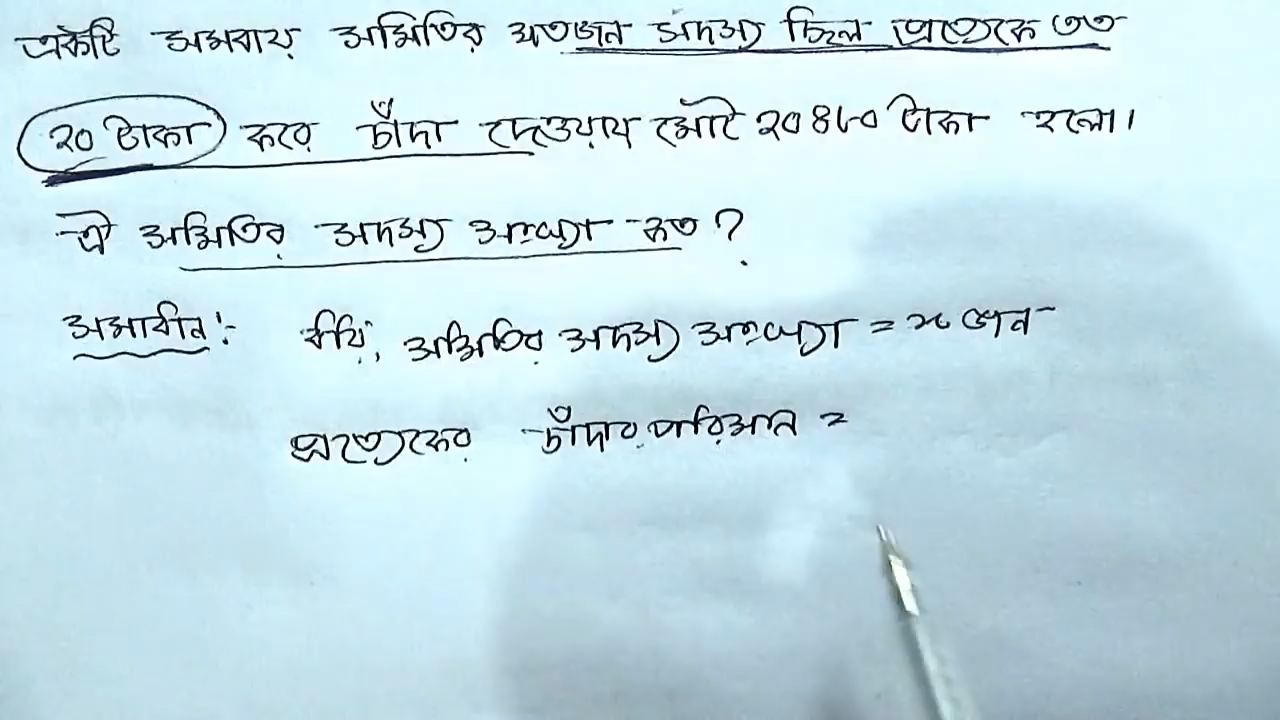 একটি সমবায় সমিতির যতজন সদস্য ছিল প্রত্যেকে তত
২০ টাকা করে চাঁদা দেওয়ায় মোট ২০৪৮০ টাকা হলো।
ঐ সমিতির সদস্য সংখ্যা কত?
সমাধান:- ধরি, সমিতির সদস্য সংখ্যা = x জন
প্রত্যেকের চাঁদার পরিমান =